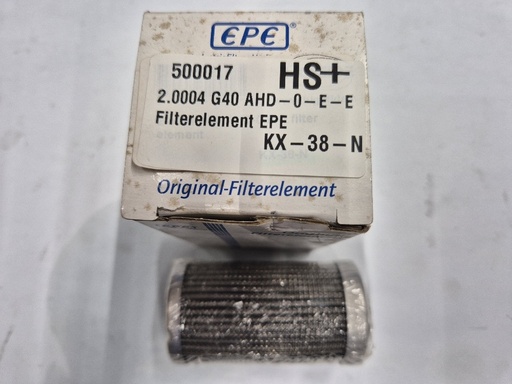 EPE
500017
HS+
2.0004 G40 AHD-0-E-E
Filterelement EPE
KX-38-N
Original-Filterelement